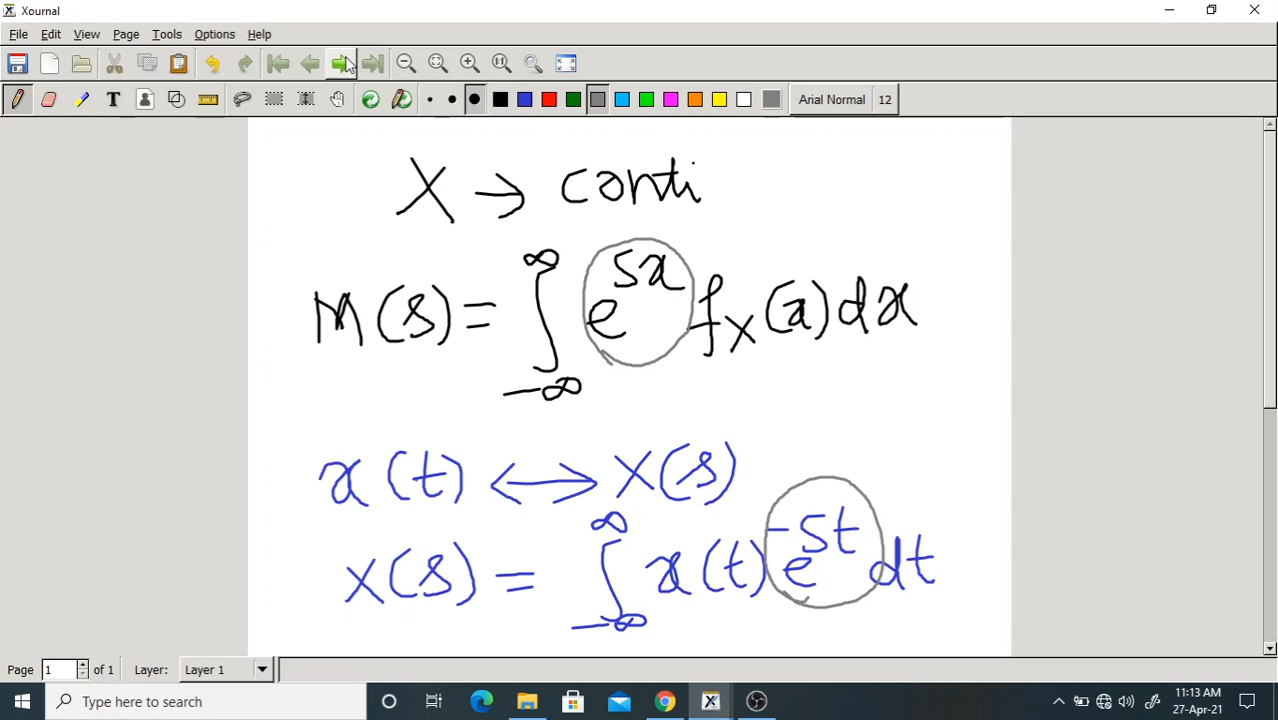 Xournal
File Edit View Page Tools Options Help
Arial Normal 12
X → conti
M(s) = ∫_{-∞}^{∞} e^{sx} f_X(x) dx
x(t) ↔ X(s)
X(s) = ∫_{-∞}^{∞} x(t) e^{-st} dt
Page 1 of 1 Layer: Layer 1
Type here to search
11:13 AM
27-Apr-21